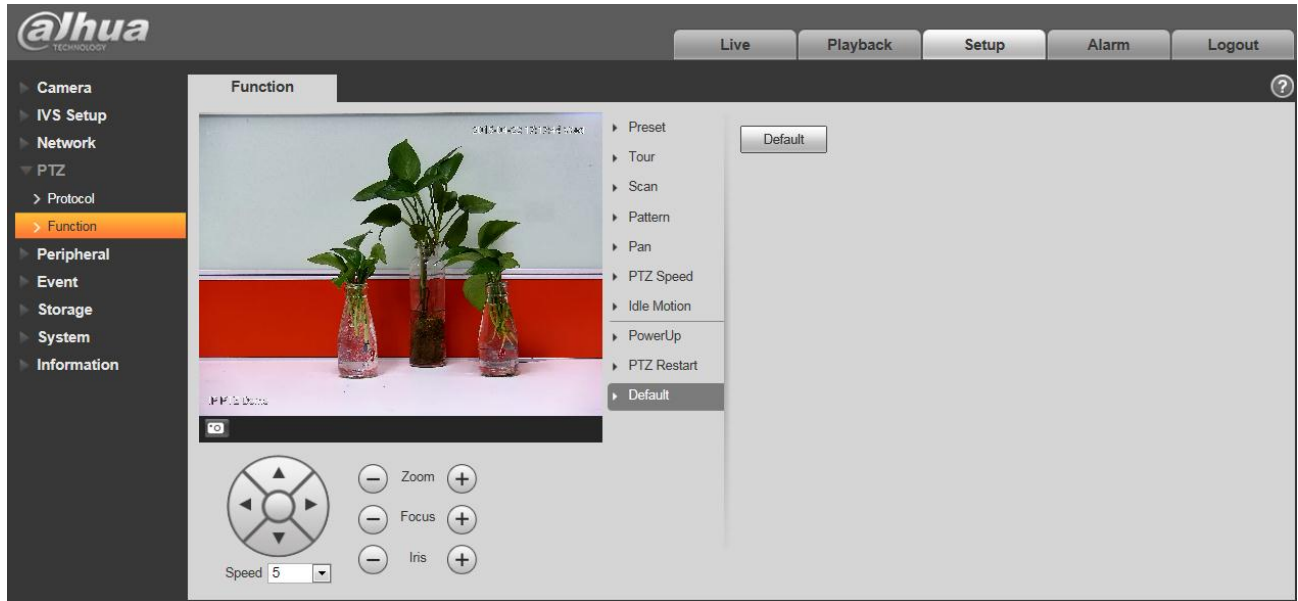 alhua
TECHNOLOGY
Live
Playback
Setup
Alarm
Logout
Camera
IVS Setup
Network
PTZ
Protocol
Function
Peripheral
Event
Storage
System
Information
Function
?
Preset
Tour
Scan
Pattern
Pan
PTZ Speed
Idle Motion
PowerUp
PTZ Restart
Default
Default
Zoom
Focus
Iris
Speed 5